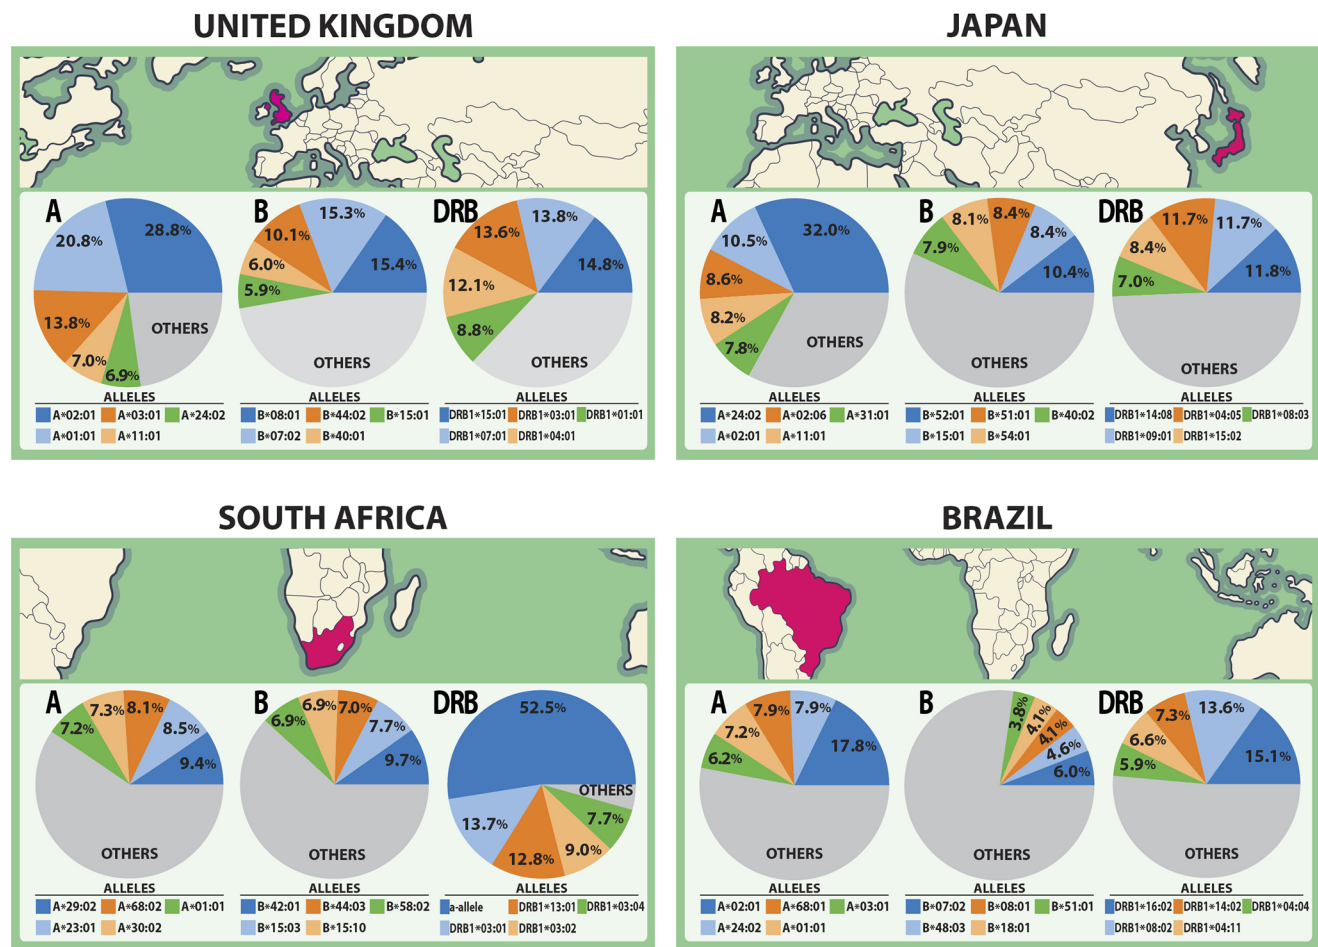 UNITED KINGDOM
A
28.8%
20.8%
13.8%
7.0%
6.9%
OTHERS
B
15.4%
15.3%
10.1%
6.0%
5.9%
OTHERS
DRB
14.8%
13.8%
13.6%
12.1%
8.8%
OTHERS
ALLELES
A*02:01 A*03:01 A*24:02
A*01:01 A*11:01
ALLELES
B*08:01 B*44:02 B*15:01
B*07:02 B*40:01
ALLELES
DRB1*15:01 DRB1*03:01 DRB1*01:01
DRB1*07:01 DRB1*04:01
JAPAN
A
32.0%
10.5%
8.6%
8.2%
7.8%
OTHERS
B
10.4%
8.4%
8.4%
8.1%
7.9%
OTHERS
DRB
11.8%
11.7%
11.7%
8.4%
7.0%
OTHERS
ALLELES
A*24:02 A*02:06 A*31:01
A*02:01 A*11:01
ALLELES
B*52:01 B*51:01 B*40:02
B*15:01 B*54:01
ALLELES
DRB1*14:08 DRB1*04:05 DRB1*08:03
DRB1*09:01 DRB1*15:02
SOUTH AFRICA
A
9.4%
8.5%
8.1%
7.3%
7.2%
OTHERS
B
9.7%
7.7%
7.0%
6.9%
6.9%
OTHERS
DRB
52.5%
13.7%
12.8%
9.0%
7.7%
OTHERS
ALLELES
A*29:02 A*68:02 A*01:01
A*23:01 A*30:02
ALLELES
B*42:01 B*44:03 B*58:02
B*15:03 B*15:10
ALLELES
a-allele DRB1*13:01 DRB1*03:04
DRB1*03:01 DRB1*03:02
BRAZIL
A
17.8%
7.9%
7.9%
7.2%
6.2%
OTHERS
B
6.0%
4.6%
4.1%
4.1%
3.8%
OTHERS
DRB
15.1%
13.6%
7.3%
6.6%
5.9%
OTHERS
ALLELES
A*02:01 A*68:01 A*03:01
A*24:02 A*01:01
ALLELES
B*07:02 B*08:01 B*51:01
B*48:03 B*18:01
ALLELES
DRB1*16:02 DRB1*14:02 DRB1*04:04
DRB1*08:02 DRB1*04:11